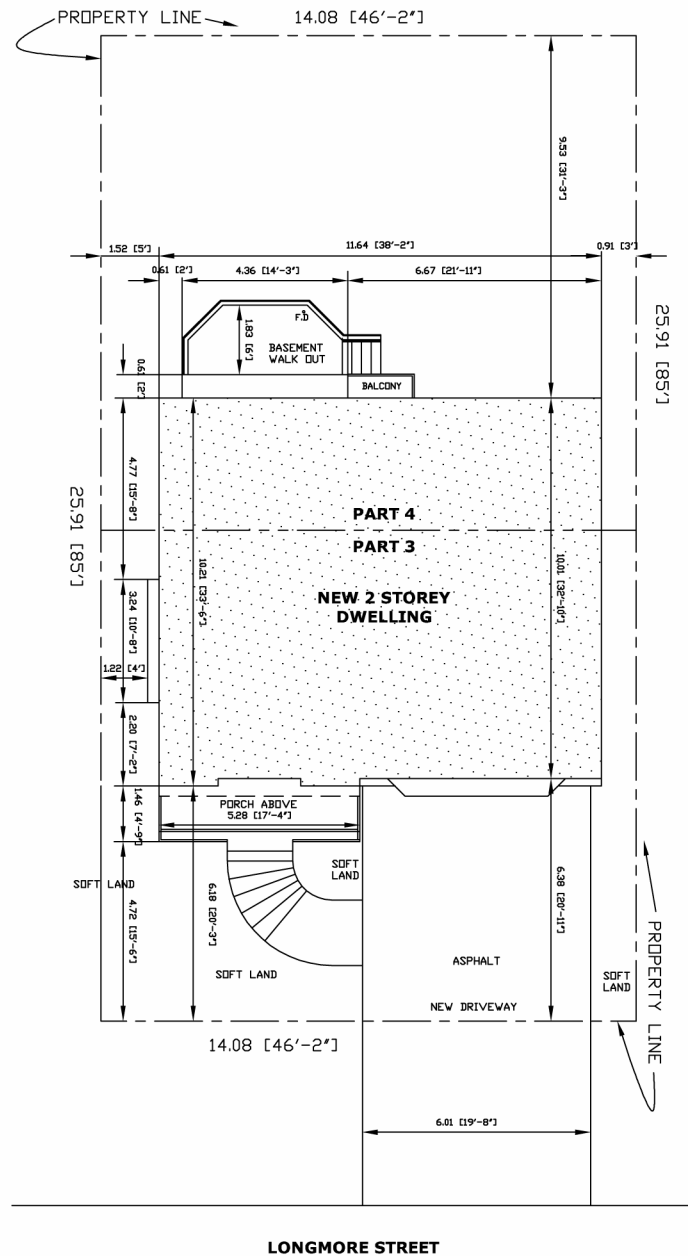 PROPERTY LINE
14.08 [46'-2"]
9.53 [31'-3"]
1.52 [5']
11.64 [38'-2"]
0.91 [3']
0.61 [2']
4.36 [14'-3"]
6.67 [21'-11"]
25.91 [85']
F.D
1.83 [6']
BASEMENT
WALK OUT
0.61 [2']
BALCONY
4.77 [15'-8"]
25.91 [85']
PART 4
PART 3
10.21 [33'-6"]
10.01 [32'-10"]
NEW 2 STOREY
DWELLING
3.24 [10'-8"]
1.22 [4']
2.20 [7'-2"]
1.46 [4'-9"]
PORCH ABOVE
5.28 [17'-4"]
SOFT
LAND
SOFT LAND
4.72 [15'-6"]
6.18 [20'-3"]
6.38 [20'-11"]
PROPERTY LINE
ASPHALT
SOFT LAND
SOFT
LAND
NEW DRIVEWAY
14.08 [46'-2"]
6.01 [19'-8"]
LONGMORE STREET